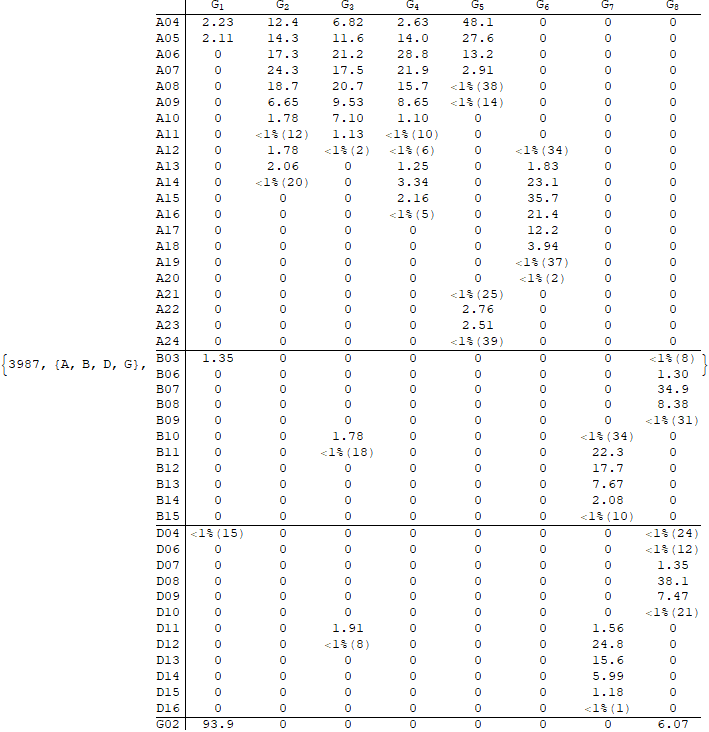 G₁ G₂ G₃ G₄ G₅ G₆ G₇ G₈
A04 2.23 12.4 6.82 2.63 48.1 0 0 0
A05 2.11 14.3 11.6 14.0 27.6 0 0 0
A06 0 17.3 21.2 28.8 13.2 0 0 0
A07 0 24.3 17.5 21.9 2.91 0 0 0
A08 0 18.7 20.7 15.7 <1%(38) 0 0 0
A09 0 6.65 9.53 8.65 <1%(14) 0 0 0
A10 0 1.78 7.10 1.10 0 0 0 0
A11 0 <1%(12) 1.13 <1%(10) 0 0 0 0
A12 0 1.78 <1%(2) <1%(6) 0 <1%(34) 0 0
A13 0 2.06 0 1.25 0 1.83 0 0
A14 0 <1%(20) 0 3.34 0 23.1 0 0
A15 0 0 0 2.16 0 35.7 0 0
A16 0 0 0 <1%(5) 0 21.4 0 0
A17 0 0 0 0 0 12.2 0 0
A18 0 0 0 0 0 3.94 0 0
A19 0 0 0 0 0 <1%(37) 0 0
A20 0 0 0 0 0 <1%(2) 0 0
A21 0 0 0 0 <1%(25) 0 0 0
A22 0 0 0 0 2.76 0 0 0
A23 0 0 0 0 2.51 0 0 0
A24 0 0 0 0 <1%(39) 0 0 0
{3987, {A, B, D, G}, B03 1.35 0 0 0 0 0 0 <1%(8) }
B06 0 0 0 0 0 0 0 1.30
B07 0 0 0 0 0 0 0 34.9
B08 0 0 0 0 0 0 0 8.38
B09 0 0 0 0 0 0 0 <1%(31)
B10 0 0 1.78 0 0 0 <1%(34) 0
B11 0 0 <1%(18) 0 0 0 22.3 0
B12 0 0 0 0 0 0 17.7 0
B13 0 0 0 0 0 0 7.67 0
B14 0 0 0 0 0 0 2.08 0
B15 0 0 0 0 0 0 <1%(10) 0
D04 <1%(15) 0 0 0 0 0 0 <1%(24)
D06 0 0 0 0 0 0 0 <1%(12)
D07 0 0 0 0 0 0 0 1.35
D08 0 0 0 0 0 0 0 38.1
D09 0 0 0 0 0 0 0 7.47
D10 0 0 0 0 0 0 0 <1%(21)
D11 0 0 1.91 0 0 0 1.56 0
D12 0 0 <1%(8) 0 0 0 24.8 0
D13 0 0 0 0 0 0 15.6 0
D14 0 0 0 0 0 0 5.99 0
D15 0 0 0 0 0 0 1.18 0
D16 0 0 0 0 0 0 <1%(1) 0
G02 93.9 0 0 0 0 0 0 6.07